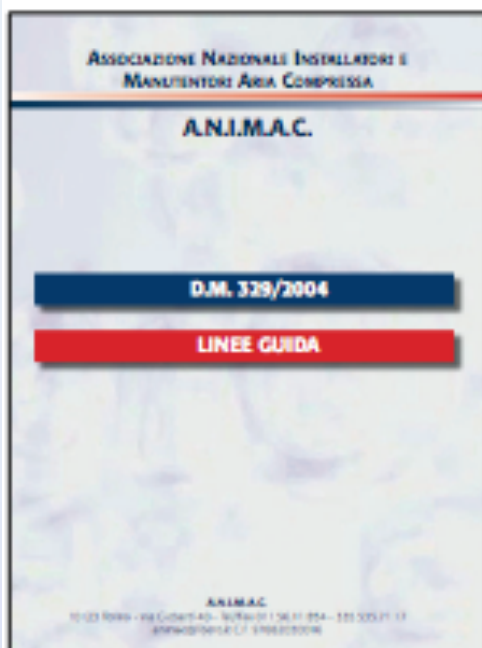 ASSOCIAZIONE NAZIONALE INSTALLATORI E
MANUTENTORI ARIA COMPRESSA
A.N.I.M.A.C.
D.M. 329/2004
LINEE GUIDA
A.N.I.M.A.C.